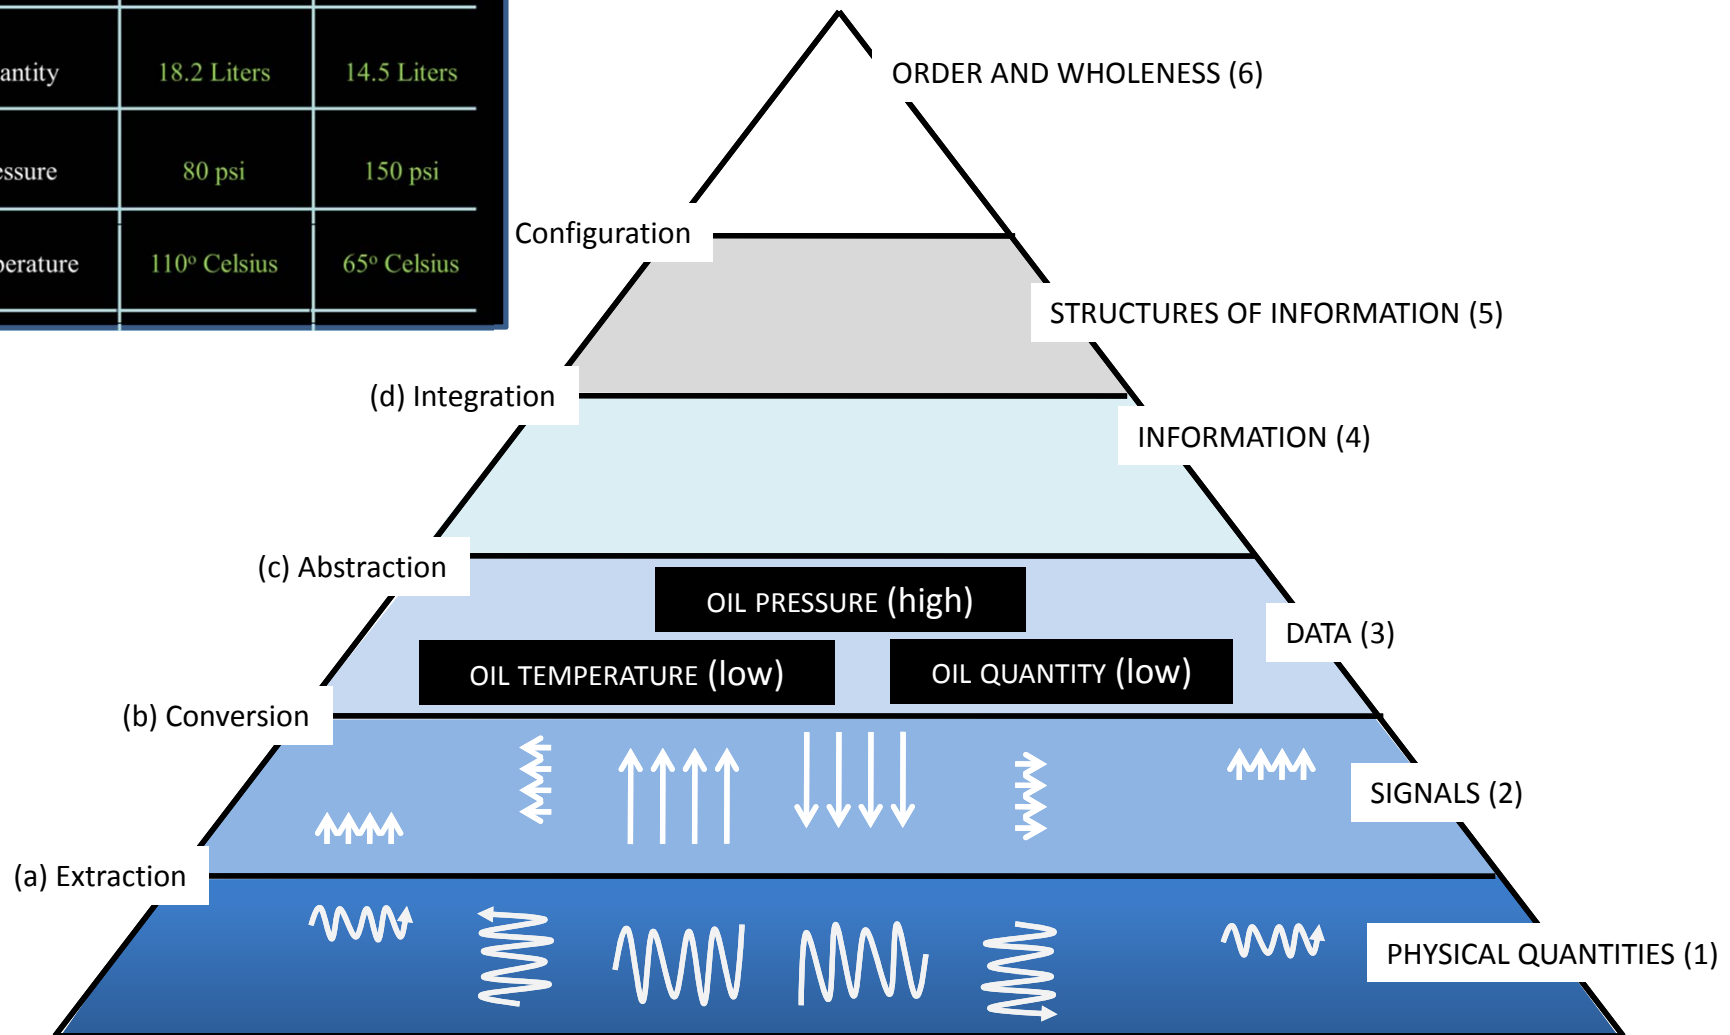 antity 18.2 Liters 14.5 Liters
essure 80 psi 150 psi
perature 110º Celsius 65º Celsius
ORDER AND WHOLENESS (6)
Configuration
STRUCTURES OF INFORMATION (5)
(d) Integration
INFORMATION (4)
(c) Abstraction
OIL PRESSURE (high)
DATA (3)
OIL TEMPERATURE (low) OIL QUANTITY (low)
(b) Conversion
SIGNALS (2)
(a) Extraction
PHYSICAL QUANTITIES (1)